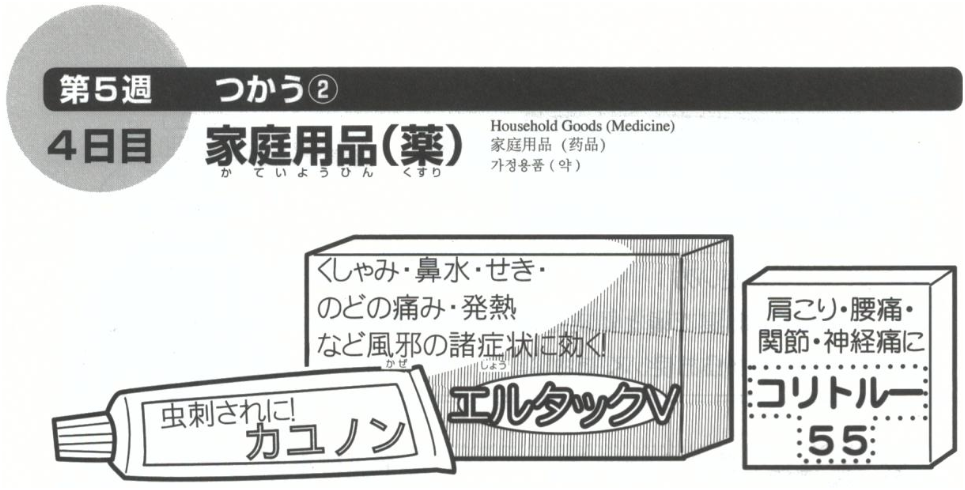 第5週 つかう②
4日目 家庭用品(薬)
かていようひん くすり
Household Goods (Medicine)
家庭用品(药品)
가정용품(약)
くしゃみ・鼻水・せき・
のどの痛み・発熱
など風邪の諸症状に効く!
かぜ しょう
エルタックV
虫刺されに!
カユノン
肩こり・腰痛・
関節・神経痛に
コリトルー
55